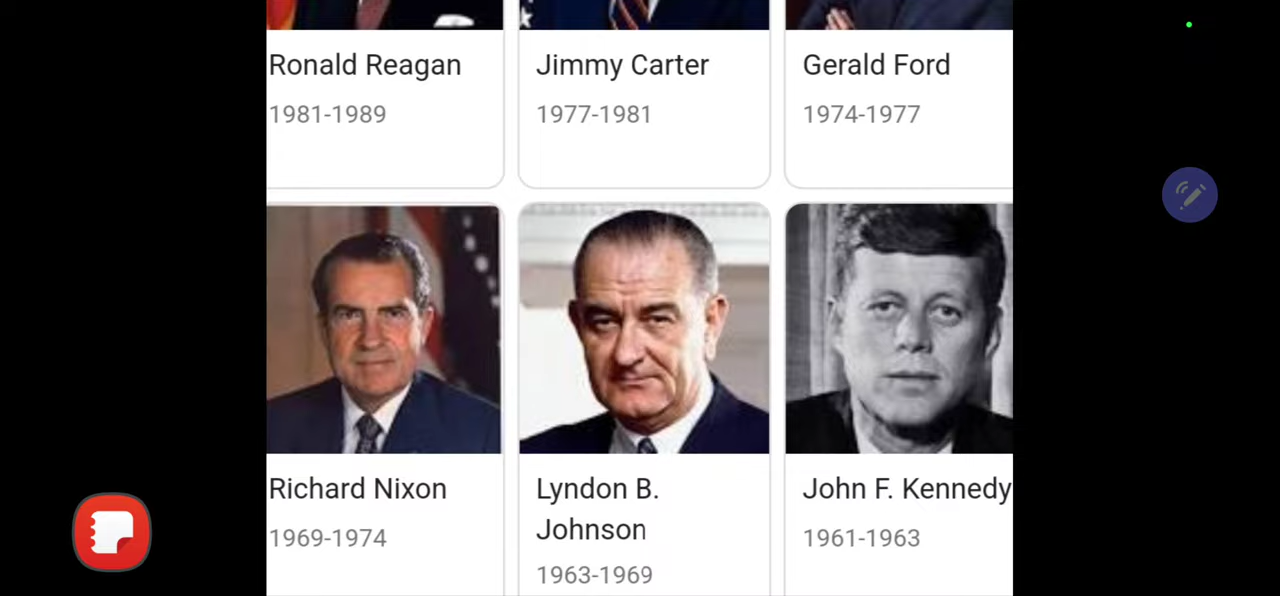 Ronald Reagan
Jimmy Carter
Gerald Ford
1981-1989
1977-1981
1974-1977
Richard Nixon
Lyndon B.
Johnson
John F. Kennedy
1969-1974
1963-1969
1961-1963